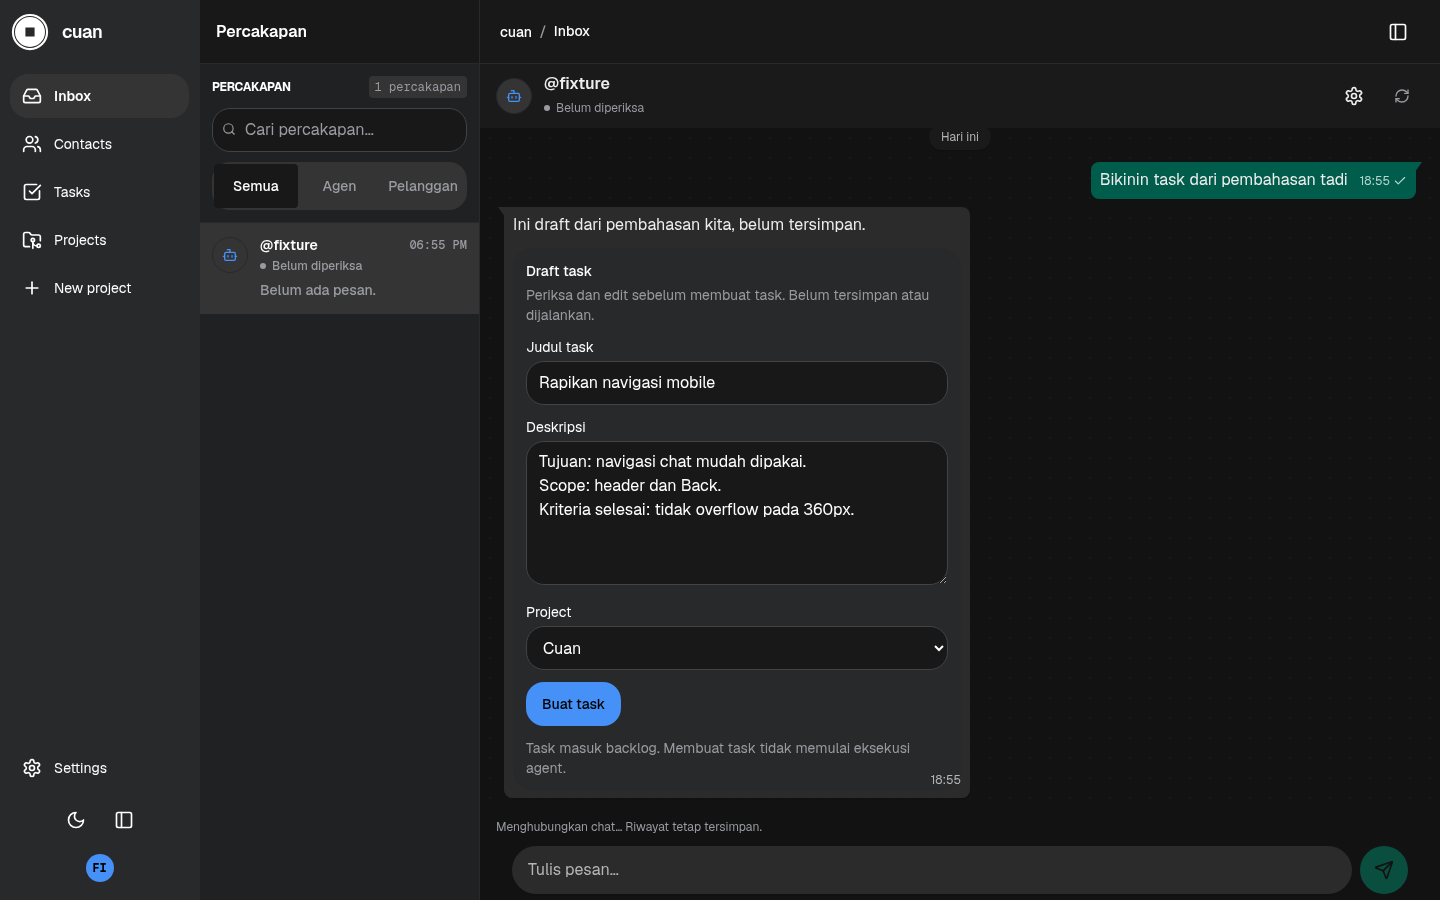 cuan
Inbox
Contacts
Tasks
Projects
New project
Settings
FI
Percakapan
PERCAKAPAN
1 percakapan
Cari percakapan...
Semua
Agen
Pelanggan
@fixture
06:55 PM
Belum diperiksa
Belum ada pesan.
cuan / Inbox
@fixture
Belum diperiksa
Hari ini
Bikinin task dari pembahasan tadi 18:55
Ini draft dari pembahasan kita, belum tersimpan.
Draft task
Periksa dan edit sebelum membuat task. Belum tersimpan atau
dijalankan.
Judul task
Rapikan navigasi mobile
Deskripsi
Tujuan: navigasi chat mudah dipakai.
Scope: header dan Back.
Kriteria selesai: tidak overflow pada 360px.
Project
Cuan
Buat task
Task masuk backlog. Membuat task tidak memulai eksekusi
agent.
18:55
Menghubungkan chat… Riwayat tetap tersimpan.
Tulis pesan...